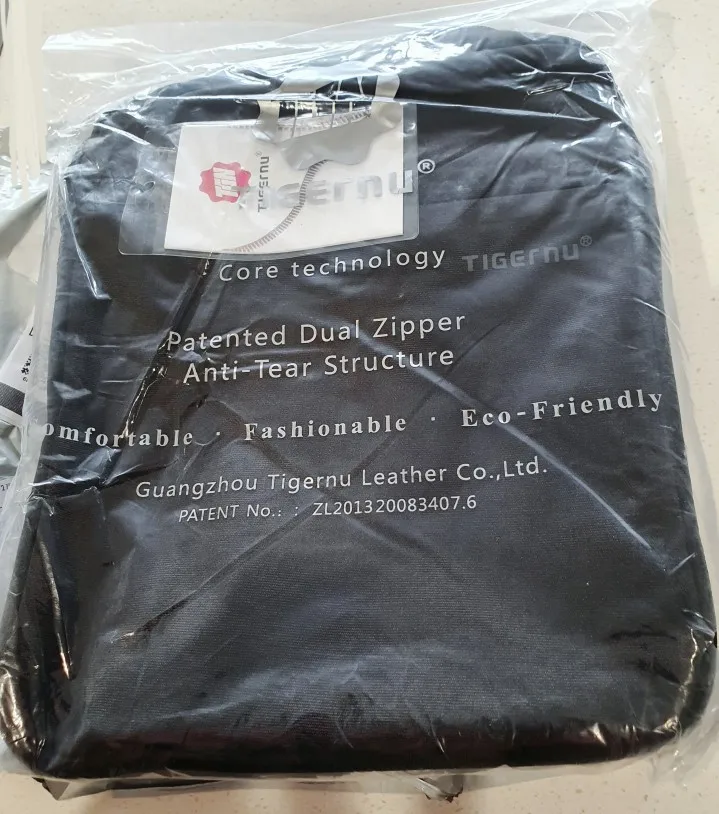 TIGERNU
TIGERNU®
Core technology
TIGERNU®
Patented Dual Zipper
Anti-Tear Structure
omfortable · Fashionable · Eco-Friendly
Guangzhou Tigernu Leather Co.,Ltd.
PATENT No.: : ZL201320083407.6